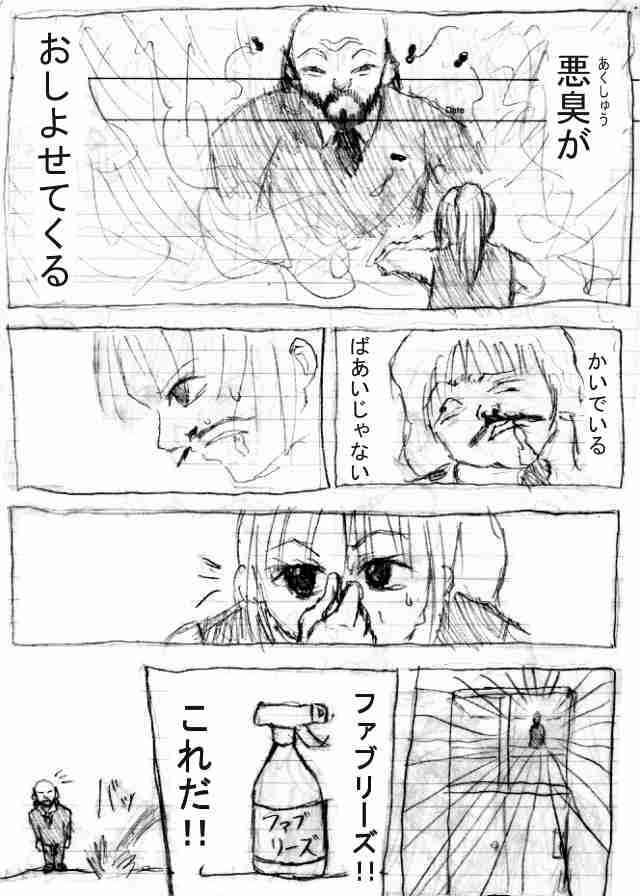 悪臭が
あくしゅう
おしよせてくる
Date
かいでいる
ばあいじゃない
ファブリーズ!!
ファブ
リーズ
これだ!!
バッ